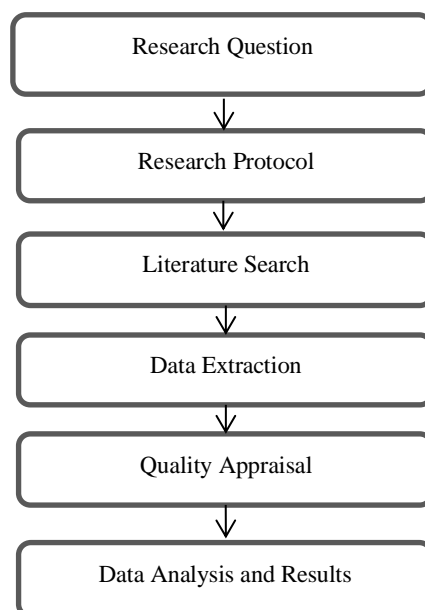 Research Question
Research Protocol
Literature Search
Data Extraction
Quality Appraisal
Data Analysis and Results